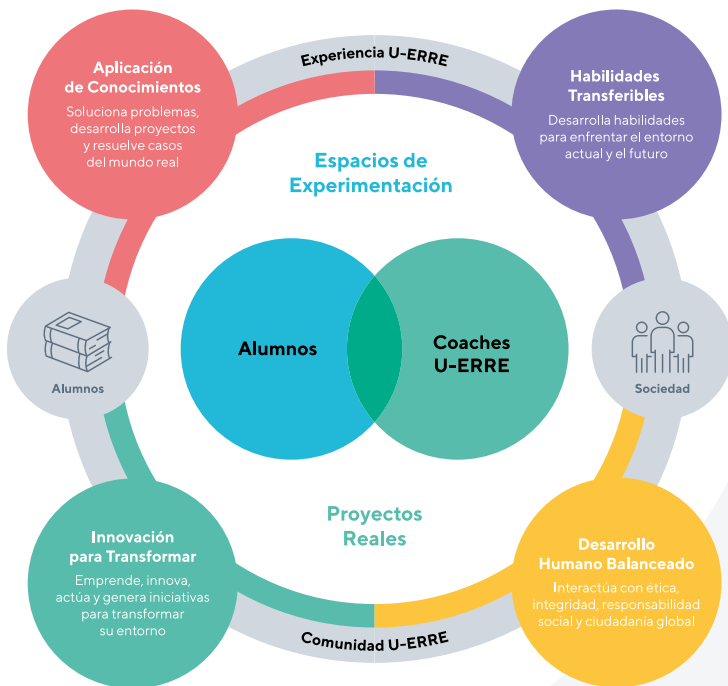 Experiencia U-ERRE
Aplicación
de Conocimientos
Soluciona problemas,
desarrolla proyectos
y resuelve casos
del mundo real
Habilidades
Transferibles
Desarrolla habilidades
para enfrentar el entorno
actual y el futuro
Espacios de
Experimentación
Alumnos
Alumnos
Coaches
U-ERRE
Sociedad
Proyectos
Reales
Innovación
para Transformar
Emprende, innova,
actúa y genera iniciativas
para transformar
su entorno
Desarrollo
Humano Balanceado
Interactúa con ética,
integridad, responsabilidad
social y ciudadanía global
Comunidad U-ERRE